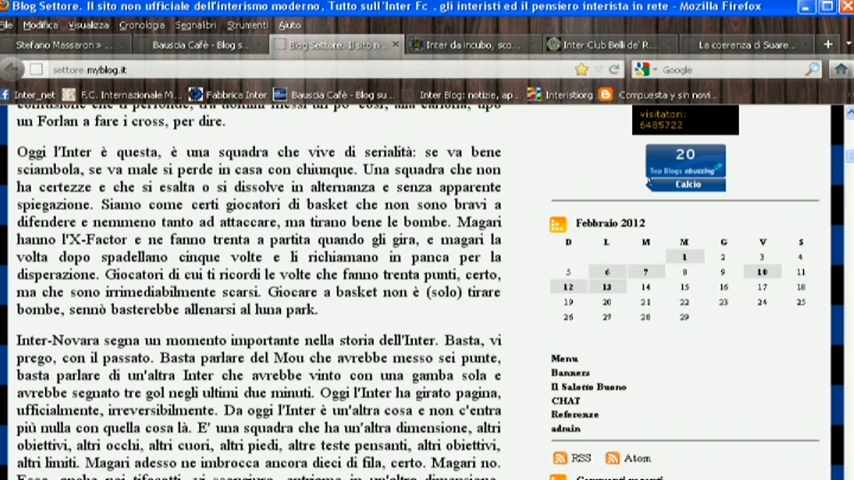 Blog Settore. Il sito non ufficiale dell'interismo moderno, Tutto sull'Inter Fc , gli interisti ed il pensiero interista in rete - Mozilla Firefox
File Modifica Visualizza Cronologia Segnalibri Strumenti Aiuto
Stefano Massaron » ...
Bauscia Cafè - Blog s...
Blog Settore. Il sito n...
Inter da incubo, sco...
Inter Club Belli de' R...
La coerenza di Suare...
settore.myblog.it
Google
Inter_net
F.C. Internazionale M...
Fabbrica Inter
Bauscia Cafè - Blog su...
Inter Blog: notizie, ap...
Interistiorg
Compuesta y sin novi...
un Forlan a fare i cross, per dire.
Oggi l'Inter è questa, è una squadra che vive di serialità: se va bene
sciambola, se va male si perde in casa con chiunque. Una squadra che non
ha certezze e che si esalta o si dissolve in alternanza e senza apparente
spiegazione. Siamo come certi giocatori di basket che non sono bravi a
difendere e nemmeno tanto ad attaccare, ma tirano bene le bombe. Magari
hanno l'X-Factor e ne fanno trenta a partita quando gli gira, e magari la
volta dopo spadellano cinque volte e li richiamano in panca per la
disperazione. Giocatori di cui ti ricordi le volte che fanno trenta punti, certo,
ma che sono irrimediabilmente scarsi. Giocare a basket non è (solo) tirare
bombe, sennò basterebbe allenarsi al luna park.
Inter-Novara segna un momento importante nella storia dell'Inter. Basta, vi
prego, con il passato. Basta parlare del Mou che avrebbe messo sei punte,
basta parlare di un'altra Inter che avrebbe vinto con una gamba sola e
avrebbe segnato tre gol negli ultimi due minuti. Oggi l'Inter ha girato pagina,
ufficialmente, irreversibilmente. Da oggi l'Inter è un'altra cosa e non c'entra
più nulla con quella cosa là. E' una squadra che ha un'altra dimensione, altri
obiettivi, altri occhi, altri cuori, altri piedi, altre teste pensanti, altri obiettivi,
altri limiti. Magari adesso ne imbrocca ancora dieci di fila, certo. Magari no.
visitatori:
6485722
20
Top Blogs ebuzzing
Calcio
Febbraio 2012
D L M M G V S
1 2 3 4
5 6 7 8 9 10 11
12 13 14 15 16 17 18
19 20 21 22 23 24 25
26 27 28 29
Menu
Banners
Il Salotto Buono
CHAT
Referenze
admin
RSS Atom